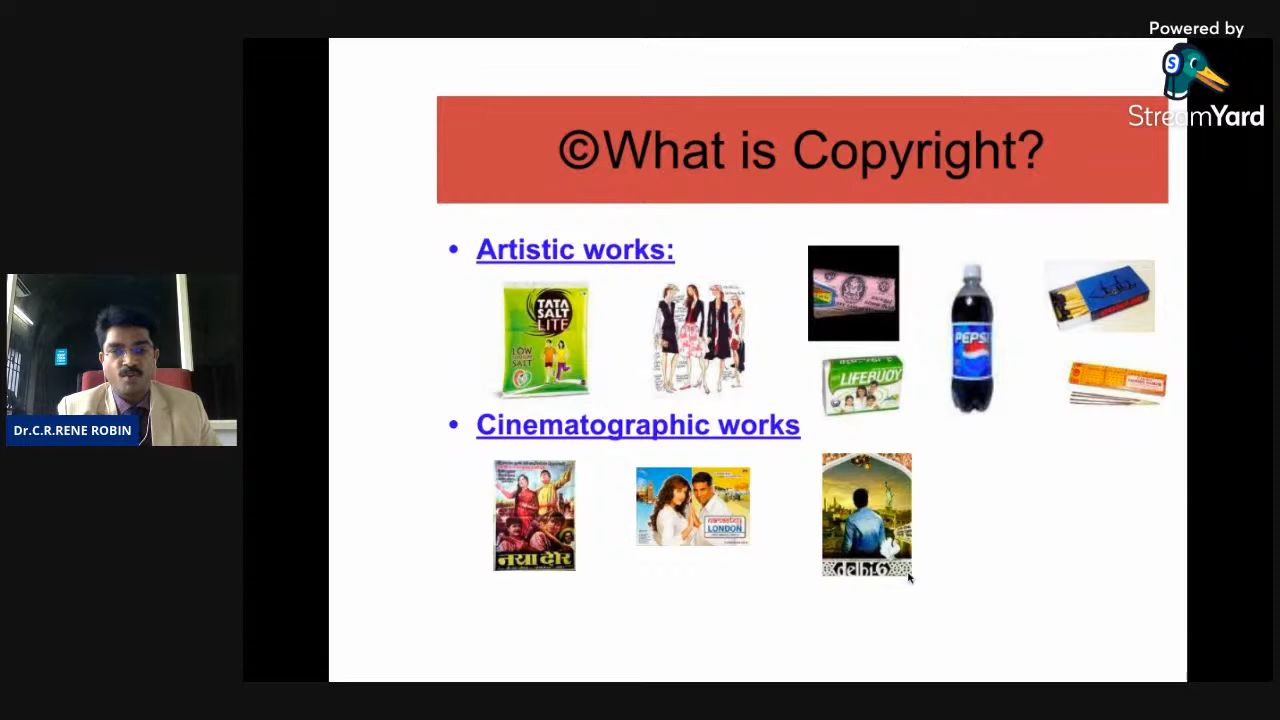 Powered by
StreamYard
©What is Copyright?
• Artistic works:
TATA
SALT
LITE
LOW
SALT
PEPSI
LIFEBUOY
Dr.C.R.RENE ROBIN
• Cinematographic works
नया दौर
LONDON
delhi-6